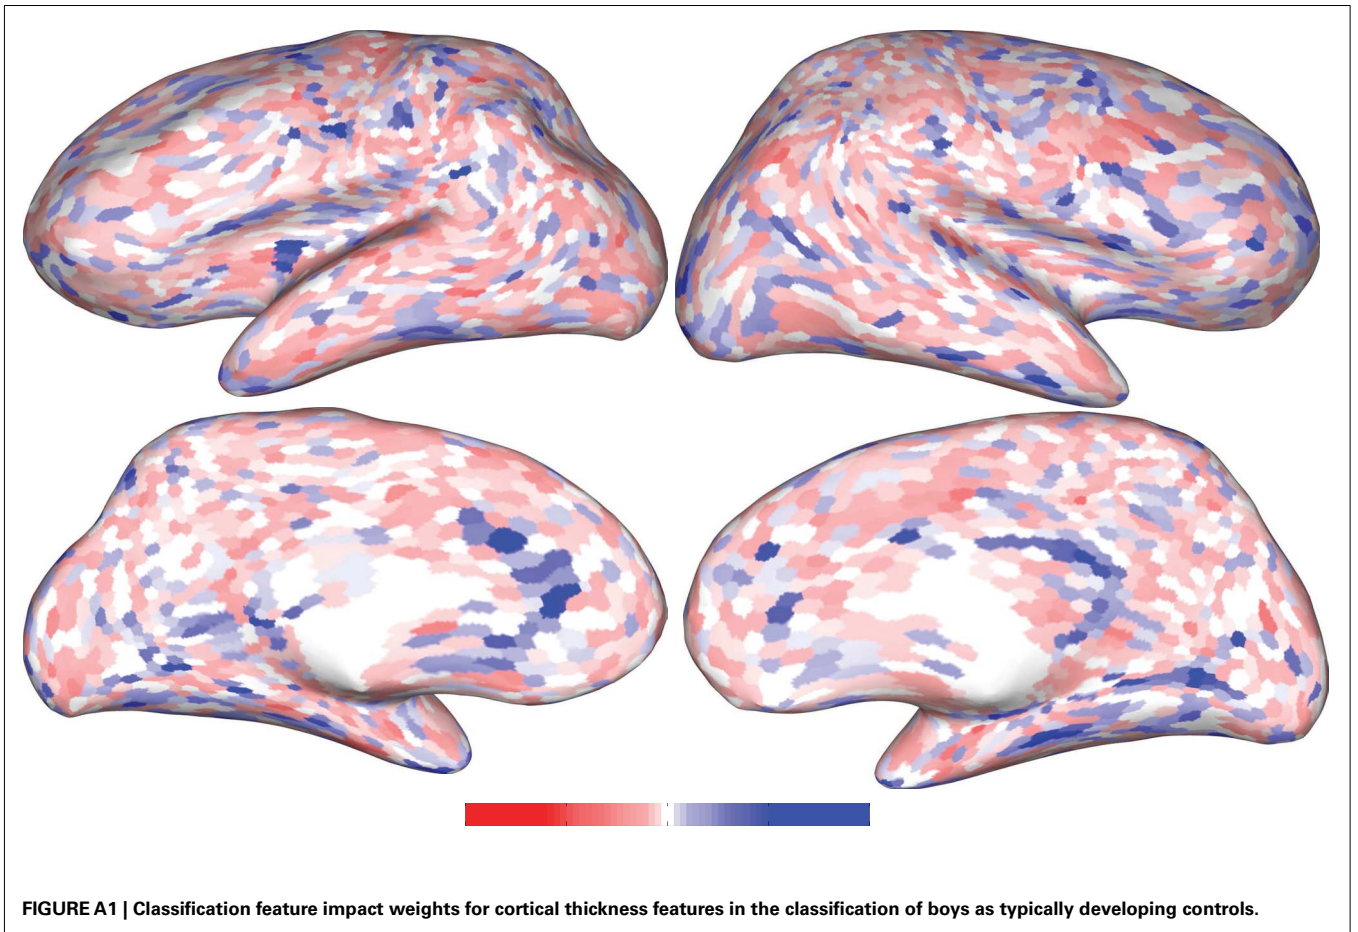 FIGURE A1 | Classification feature impact weights for cortical thickness features in the classification of boys as typically developing controls.